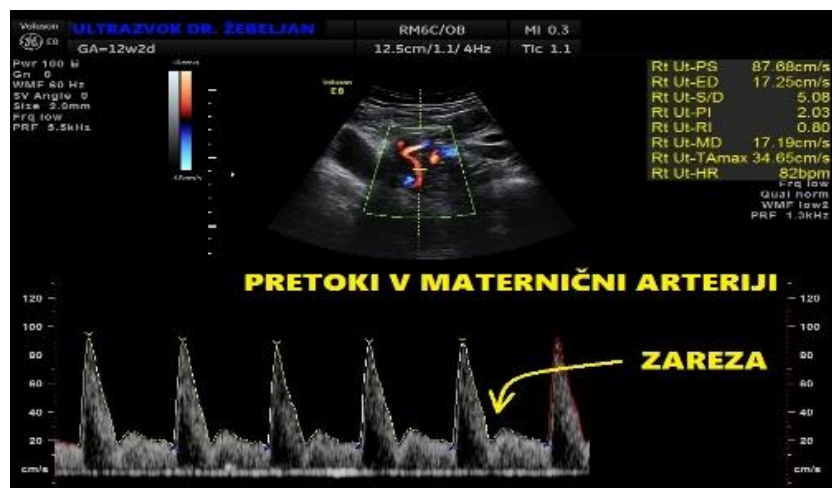 Voluson
E8
ULTRAZVOK DR. ŽEBELJAN
RM6C/OB
MI 0.3
GA=12w2d
12.5cm/1.1/ 4Hz
TIc 1.1
Pwr 100 %
Gn 0
WMF 60 Hz
SV Angle 0
Size 2.0mm
Frq low
PRF 5.5kHz
Voluson
E8
Rt Ut-PS 87.68cm/s
Rt Ut-ED 17.25cm/s
Rt Ut-S/D 5.08
Rt Ut-PI 2.03
Rt Ut-RI 0.80
Rt Ut-MD 17.19cm/s
Rt Ut-TAmax 34.65cm/s
Rt Ut-HR 82bpm
Frq low
Qual norm
WMF low2
PRF 1.3kHz
PRETOKI V MATERNIČNI ARTERIJI
ZAREZA
120
100
80
60
40
20
cm/s
120
100
80
60
40
20
cm/s